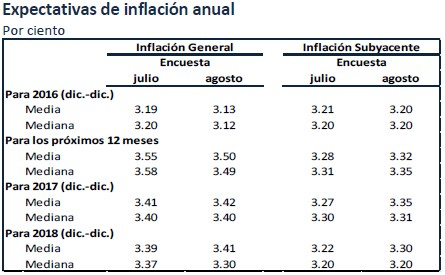 Expectativas de inflación anual
Por ciento
Inflación General Inflación Subyacente
Encuesta Encuesta
julio agosto julio agosto
Para 2016 (dic.-dic.)
Media 3.19 3.13 3.21 3.20
Mediana 3.20 3.12 3.20 3.20
Para los próximos 12 meses
Media 3.55 3.50 3.28 3.32
Mediana 3.58 3.49 3.31 3.35
Para 2017 (dic.-dic.)
Media 3.41 3.42 3.27 3.35
Mediana 3.40 3.40 3.30 3.31
Para 2018 (dic.-dic.)
Media 3.39 3.41 3.22 3.30
Mediana 3.37 3.30 3.20 3.20